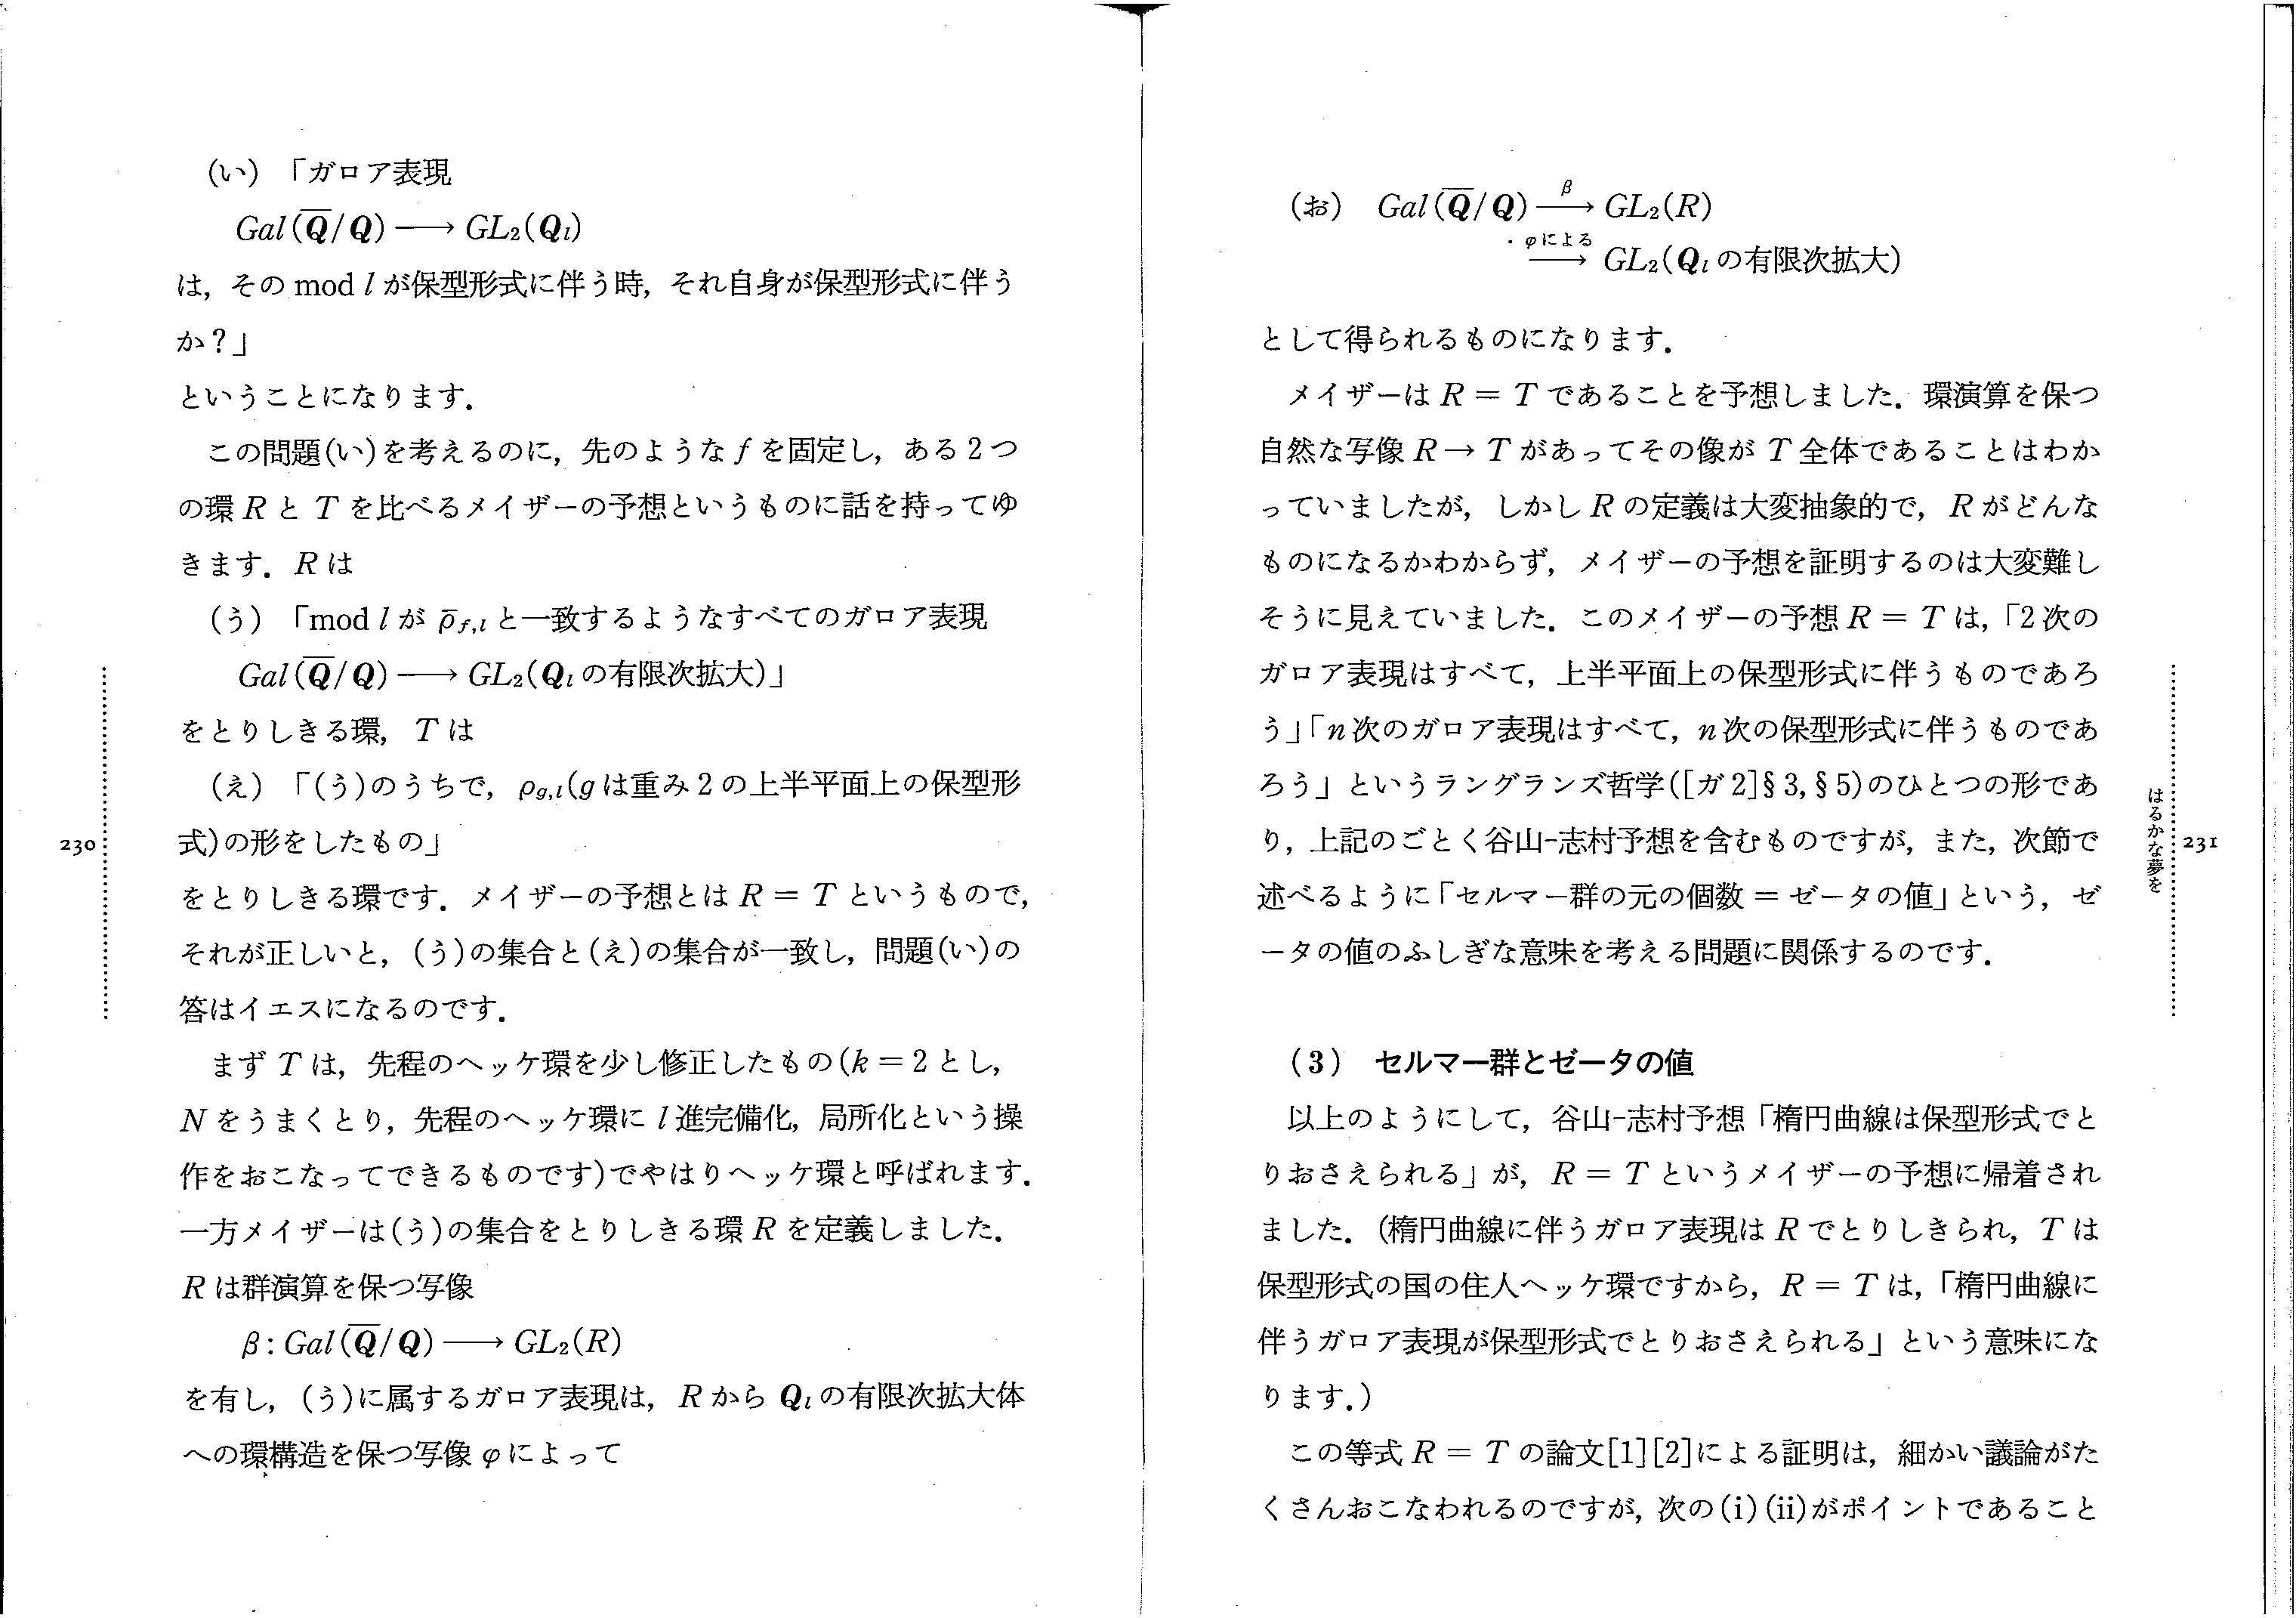 (い) 「ガロア表現
Gal(Q̅/Q) ⟶ GL₂(Qₗ)
は，その mod l が保型形式に伴う時，それ自身が保型形式に伴う
か？」
ということになります．
この問題(い)を考えるのに，先のような f を固定し，ある２つ
の環 R と T を比べるメイザーの予想というものに話を持ってゆ
きます．R は
(う) 「mod l が ρ̄_{f,l} と一致するようなすべてのガロア表現
Gal(Q̅/Q) ⟶ GL₂(Qₗ の有限次拡大)」
をとりしきる環，T は
(え) 「(う)のうちで，ρ_{g,l}(g は重み 2 の上半平面上の保型形
式)の形をしたもの」
をとりしきる環です．メイザーの予想とは R = T というもので，
それが正しいと，(う)の集合と(え)の集合が一致し，問題(い)の
答はイエスになるのです．
まず T は，先程のヘッケ環を少し修正したもの(k = 2 とし，
N をうまくとり，先程のヘッケ環に l 進完備化，局所化という操
作をおこなってできるものです)でやはりヘッケ環と呼ばれます．
一方メイザーは(う)の集合をとりしきる環 R を定義しました．
R は群演算を保つ写像
β : Gal(Q̅/Q) ⟶ GL₂(R)
を有し，(う)に属するガロア表現は，R から Qₗ の有限次拡大体
への環構造を保つ写像 φ によって
230
(お) Gal(Q̅/Q) ⟶ GL₂(R)
β
φによる
⟶ GL₂(Qₗ の有限次拡大)
として得られるものになります．
メイザーは R = T であることを予想しました．環演算を保つ
自然な写像 R → T があってその像が T 全体であることはわか
っていましたが，しかし R の定義は大変抽象的で，R がどんな
ものになるかわからず，メイザーの予想を証明するのは大変難し
そうに見えていました．このメイザーの予想 R = T は，「2 次の
ガロア表現はすべて，上半平面上の保型形式に伴うものであろ
う」「n 次のガロア表現はすべて，n 次の保型形式に伴うものであ
ろう」というラングランズ哲学([ガ 2]§3, §5)のひとつの形であ
り，上記のごとく谷山-志村予想を含むものですが，また，次節で
述べるように「セルマー群の元の個数 = ゼータの値」という，ゼ
ータの値のふしぎな意味を考える問題に関係するのです．
(3) セルマー群とゼータの値
以上のようにして，谷山-志村予想「楕円曲線は保型形式でと
りおさえられる」が，R = T というメイザーの予想に帰着され
ました．(楕円曲線に伴うガロア表現は R でとりしきられ，T は
保型形式の国の住人ヘッケ環ですから，R = T は，「楕円曲線に
伴うガロア表現が保型形式でとりおさえられる」という意味にな
ります．)
この等式 R = T の論文[1][2]による証明は，細かい議論がた
くさんおこなわれるのですが，次の(i)(ii)がポイントであること
はるかな夢を
231